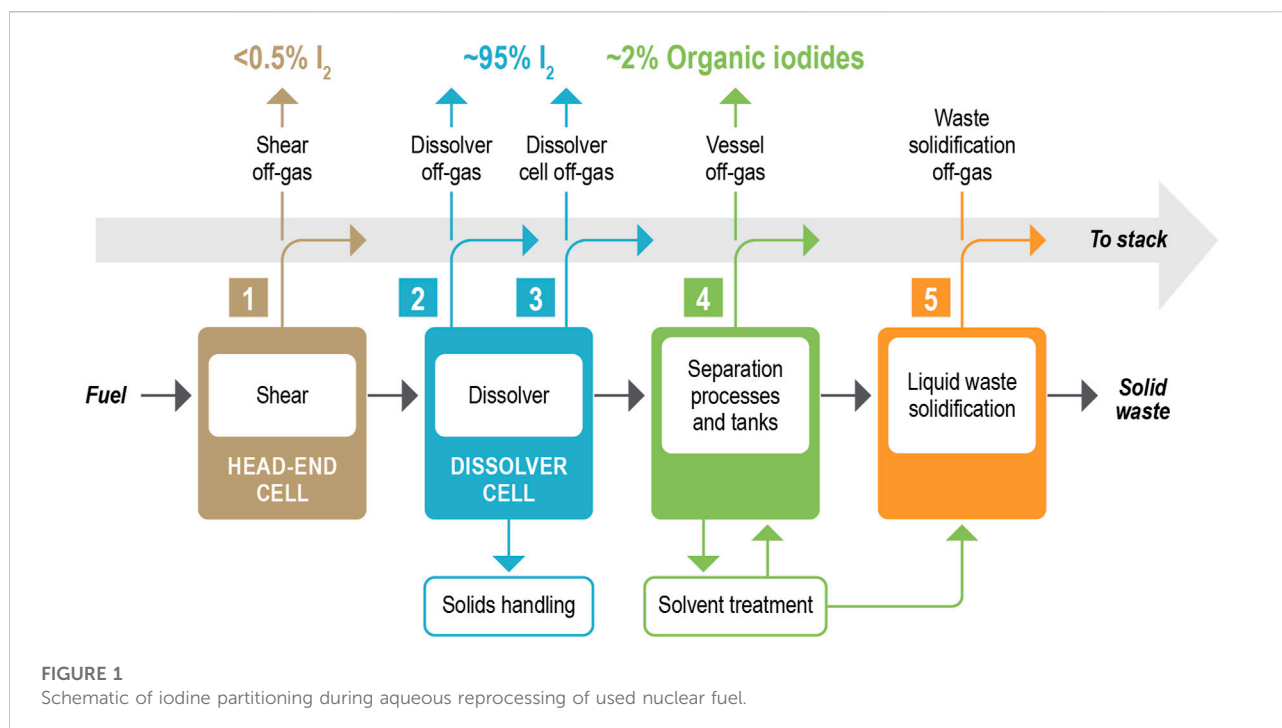 <0.5% I₂
~95% I₂
~2% Organic iodides
Shear
off-gas
Dissolver
off-gas
Dissolver
cell off-gas
Vessel
off-gas
Waste
solidification
off-gas
To stack
1
2
3
4
5
Fuel
Shear
HEAD-END
CELL
Dissolver
DISSOLVER
CELL
Separation
processes
and tanks
Liquid waste
solidification
Solid
waste
Solids handling
Solvent treatment
FIGURE 1
Schematic of iodine partitioning during aqueous reprocessing of used nuclear fuel.